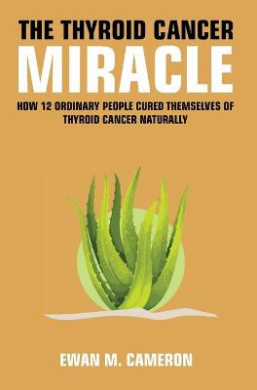 THE THYROID CANCER
MIRACLE
HOW 12 ORDINARY PEOPLE CURED THEMSELVES OF
THYROID CANCER NATURALLY
EWAN M. CAMERON